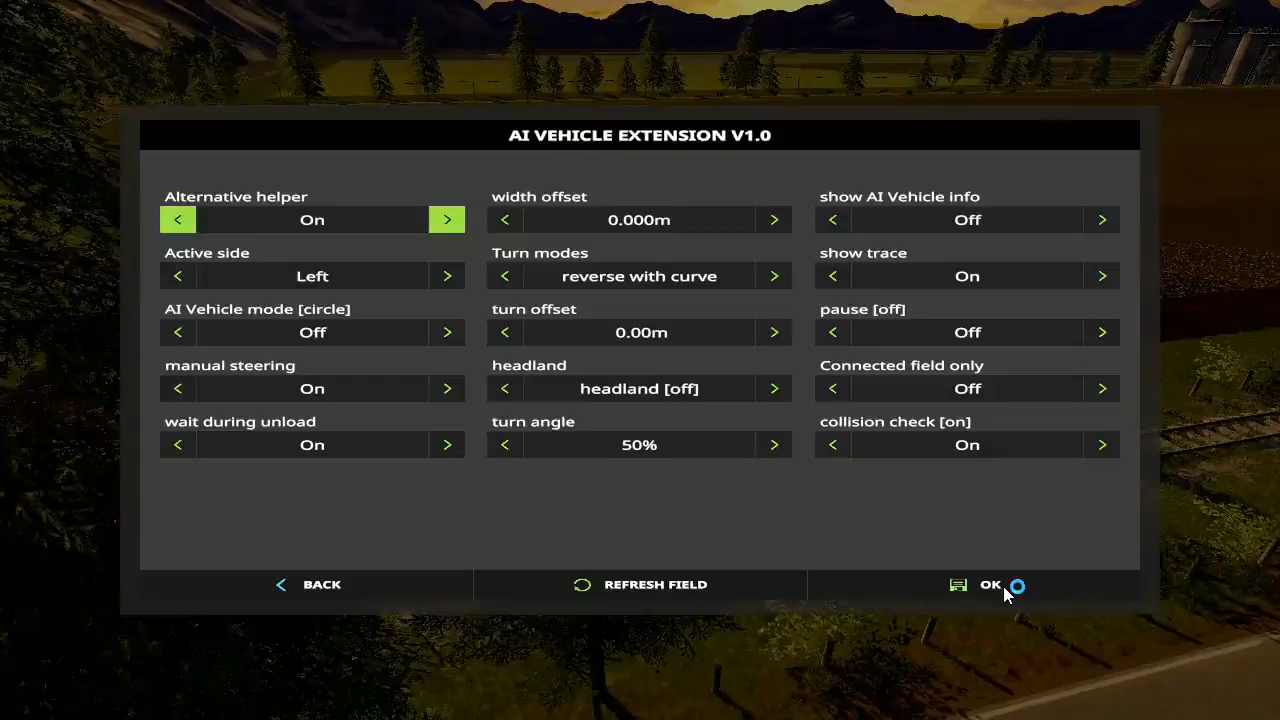 AI VEHICLE EXTENSION V1.0
Alternative helper
< On >
Active side
< Left >
AI Vehicle mode [circle]
< Off >
manual steering
< On >
wait during unload
< On >
width offset
< 0.000m >
Turn modes
< reverse with curve >
turn offset
< 0.00m >
headland
< headland [off] >
turn angle
< 50% >
show AI Vehicle info
< Off >
show trace
< On >
pause [off]
< Off >
Connected field only
< Off >
collision check [on]
< On >
< BACK
REFRESH FIELD
OK